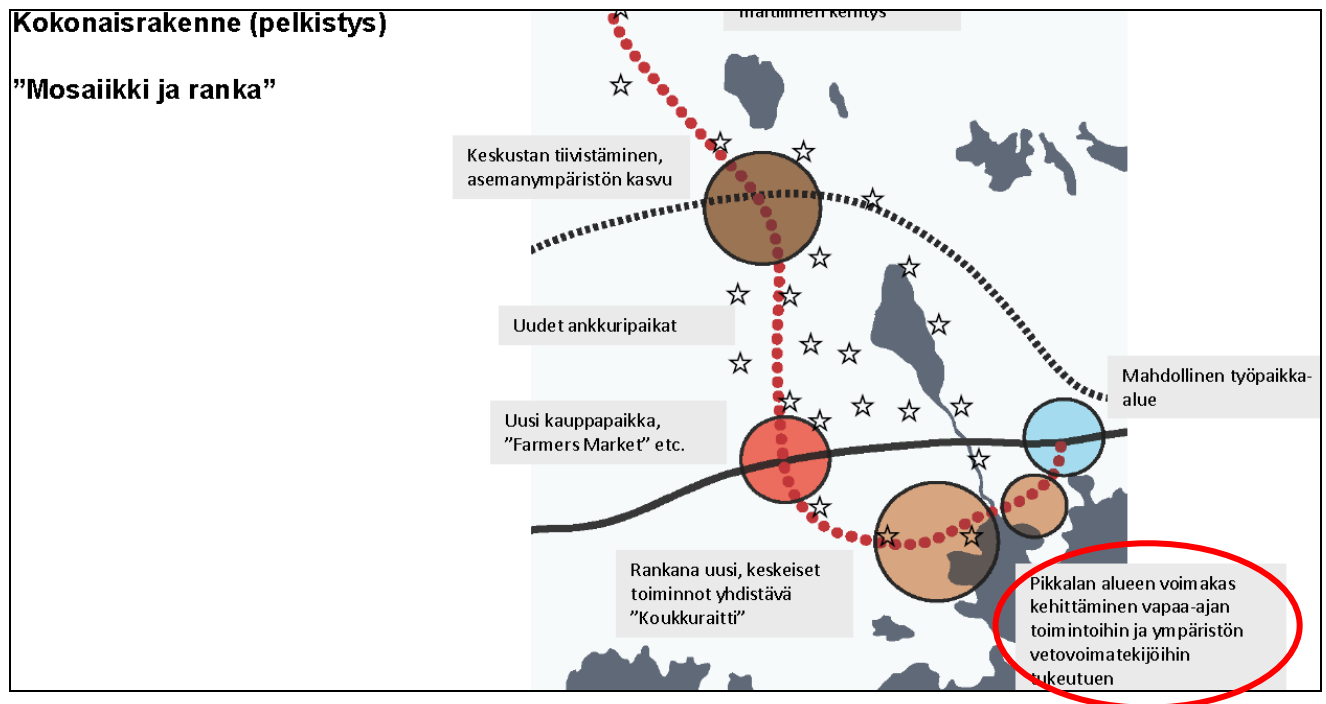 Kokonaisrakenne (pelkistys)
”Mosaiikki ja ranka”
kehitys
Keskustan tiivistäminen,
asemanympäristön kasvu
Uudet ankkuripaikat
Mahdollinen työpaikka-
alue
Uusi kauppapaikka,
”Farmers Market” etc.
Rankana uusi, keskeiset
toiminnot yhdistävä
”Koukkuraitti”
Pikkalan alueen voimakas
kehittäminen vapaa-ajan
toimintoihin ja ympäristön
vetovoimatekijöihin
tukeutuen